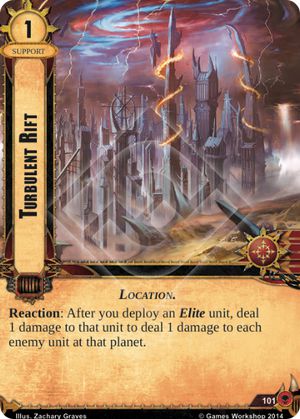 1
SUPPORT
TURBULENT RIFT
LOCATION.
Reaction: After you deploy an Elite unit, deal
1 damage to that unit to deal 1 damage to each
enemy unit at that planet.
101
Illus. Zachary Graves
© Games Workshop 2014